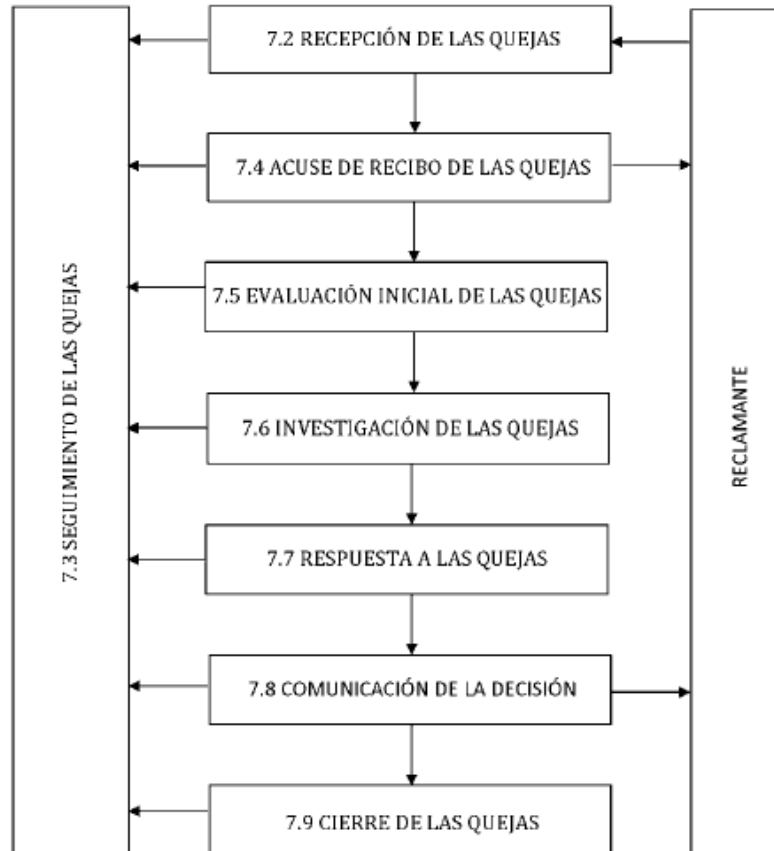 7.2 RECEPCIÓN DE LAS QUEJAS
7.4 ACUSE DE RECIBO DE LAS QUEJAS
7.5 EVALUACIÓN INICIAL DE LAS QUEJAS
7.6 INVESTIGACIÓN DE LAS QUEJAS
7.7 RESPUESTA A LAS QUEJAS
7.8 COMUNICACIÓN DE LA DECISIÓN
7.9 CIERRE DE LAS QUEJAS
7.3 SEGUIMIENTO DE LAS QUEJAS
RECLAMANTE